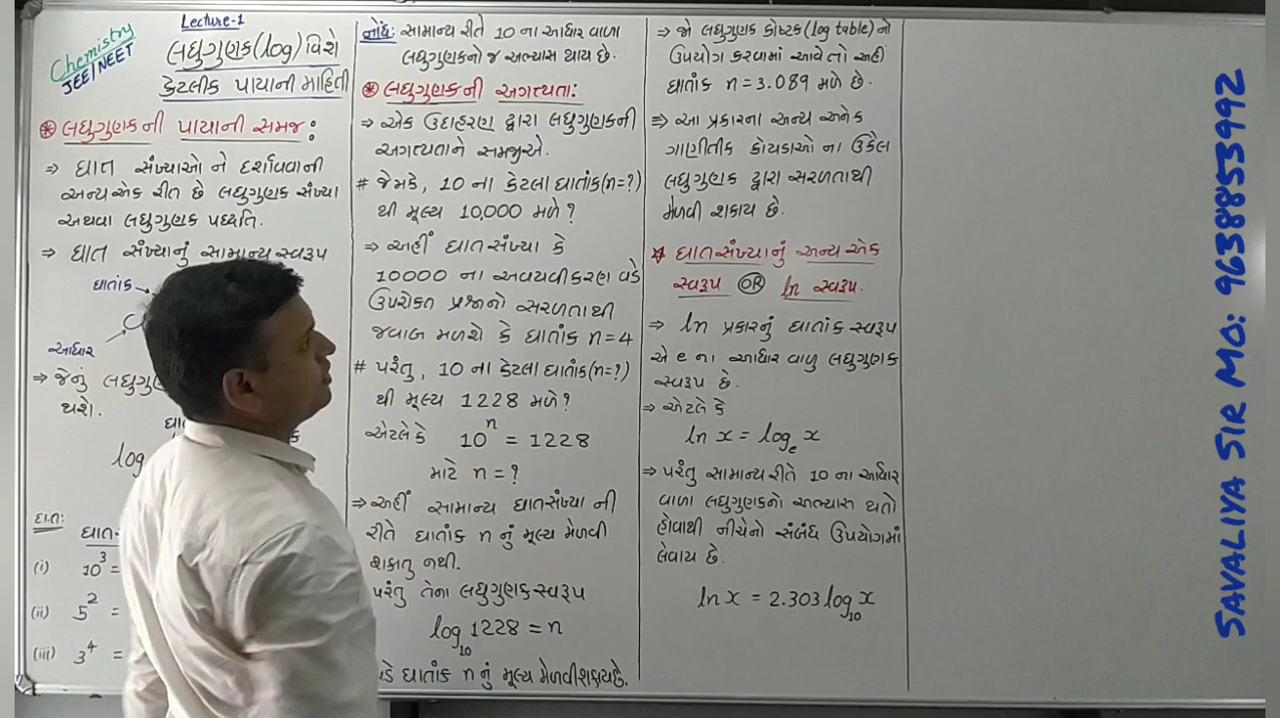 Chemistry
JEE/NEET
Lecture-1
લઘુગુણક (log) વિશે
કેટલીક પાયાની માહિતી
* લઘુગુણકની પાયાની સમજ :
⇒ ઘાત સંખ્યાઓ ને દર્શાવવાની
અન્ય એક રીત છે લઘુગુણક સંખ્યા
અથવા લઘુગુણક પધ્ધતિ.
⇒ ઘાત સંખ્યાનું સામાન્ય સ્વરૂપ
ઘાતાંક
આધાર
⇒ જેનું
થશે.
log
દા.ત:
ઘાત
(i) 10³ =
(ii) 5² =
(iii) 3⁴ =
નોંધ: સામાન્ય રીતે 10 ના આધાર વાળા
લઘુગુણકનો જ અભ્યાસ થાય છે.
* લઘુગુણકની અગત્યતા:
⇒ એક ઉદાહરણ દ્વારા લઘુગુણકની
અગત્યતાને સમજીએ.
# જેમકે, 10 ના કેટલા ઘાતાંક(n=?)
થી મૂલ્ય 10,000 મળે ?
⇒ અહીં ઘાતસંખ્યા કે
10000 ના અવયવીકરણ વડે
ઉપરોક્ત પ્રશ્નનો સરળતાથી
જવાબ મળશે કે ઘાતાંક n = 4
# પરંતુ, 10 ના કેટલા ઘાતાંક(n=?)
થી મૂલ્ય 1228 મળે ?
એટલે કે 10ⁿ = 1228
માટે n = ?
⇒ અહીં સામાન્ય ઘાતસંખ્યા ની
રીતે ઘાતાંક n નું મૂલ્ય મેળવી
શકાતુ નથી.
પરંતુ તેના લઘુગુણક સ્વરૂપ
log₁₀ 1228 = n
વડે ઘાતાંક n નું મૂલ્ય મેળવી શકાય છે.
⇒ જો લઘુગુણક કોષ્ટક (log table) નો
ઉપયોગ કરવામાં આવે તો અહીં
ઘાતાંક n = 3.089 મળે છે.
⇒ આ પ્રકારના અન્ય અનેક
ગાણીતીક કોયડાઓ ના ઉકેલ
લઘુગુણક દ્વારા સરળતાથી
મેળવી શકાય છે.
* ઘાતસંખ્યાનું અન્ય એક
સ્વરૂપ OR ln સ્વરૂપ.
⇒ ln પ્રકારનું ઘાતાંક સ્વરૂપ
એ e ના આધાર વાળુ લઘુગુણક
સ્વરૂપ છે.
⇒ એટલે કે
ln x = logₑ x
⇒ પરંતુ સામાન્ય રીતે 10 ના આધાર
વાળા લઘુગુણકનો અભ્યાસ થતો
હોવાથી નીચેનો સંબંધ ઉપયોગમાં
લેવાય છે.
ln x = 2.303 log₁₀ x
SAVALIYA SIR MO: 9638853992